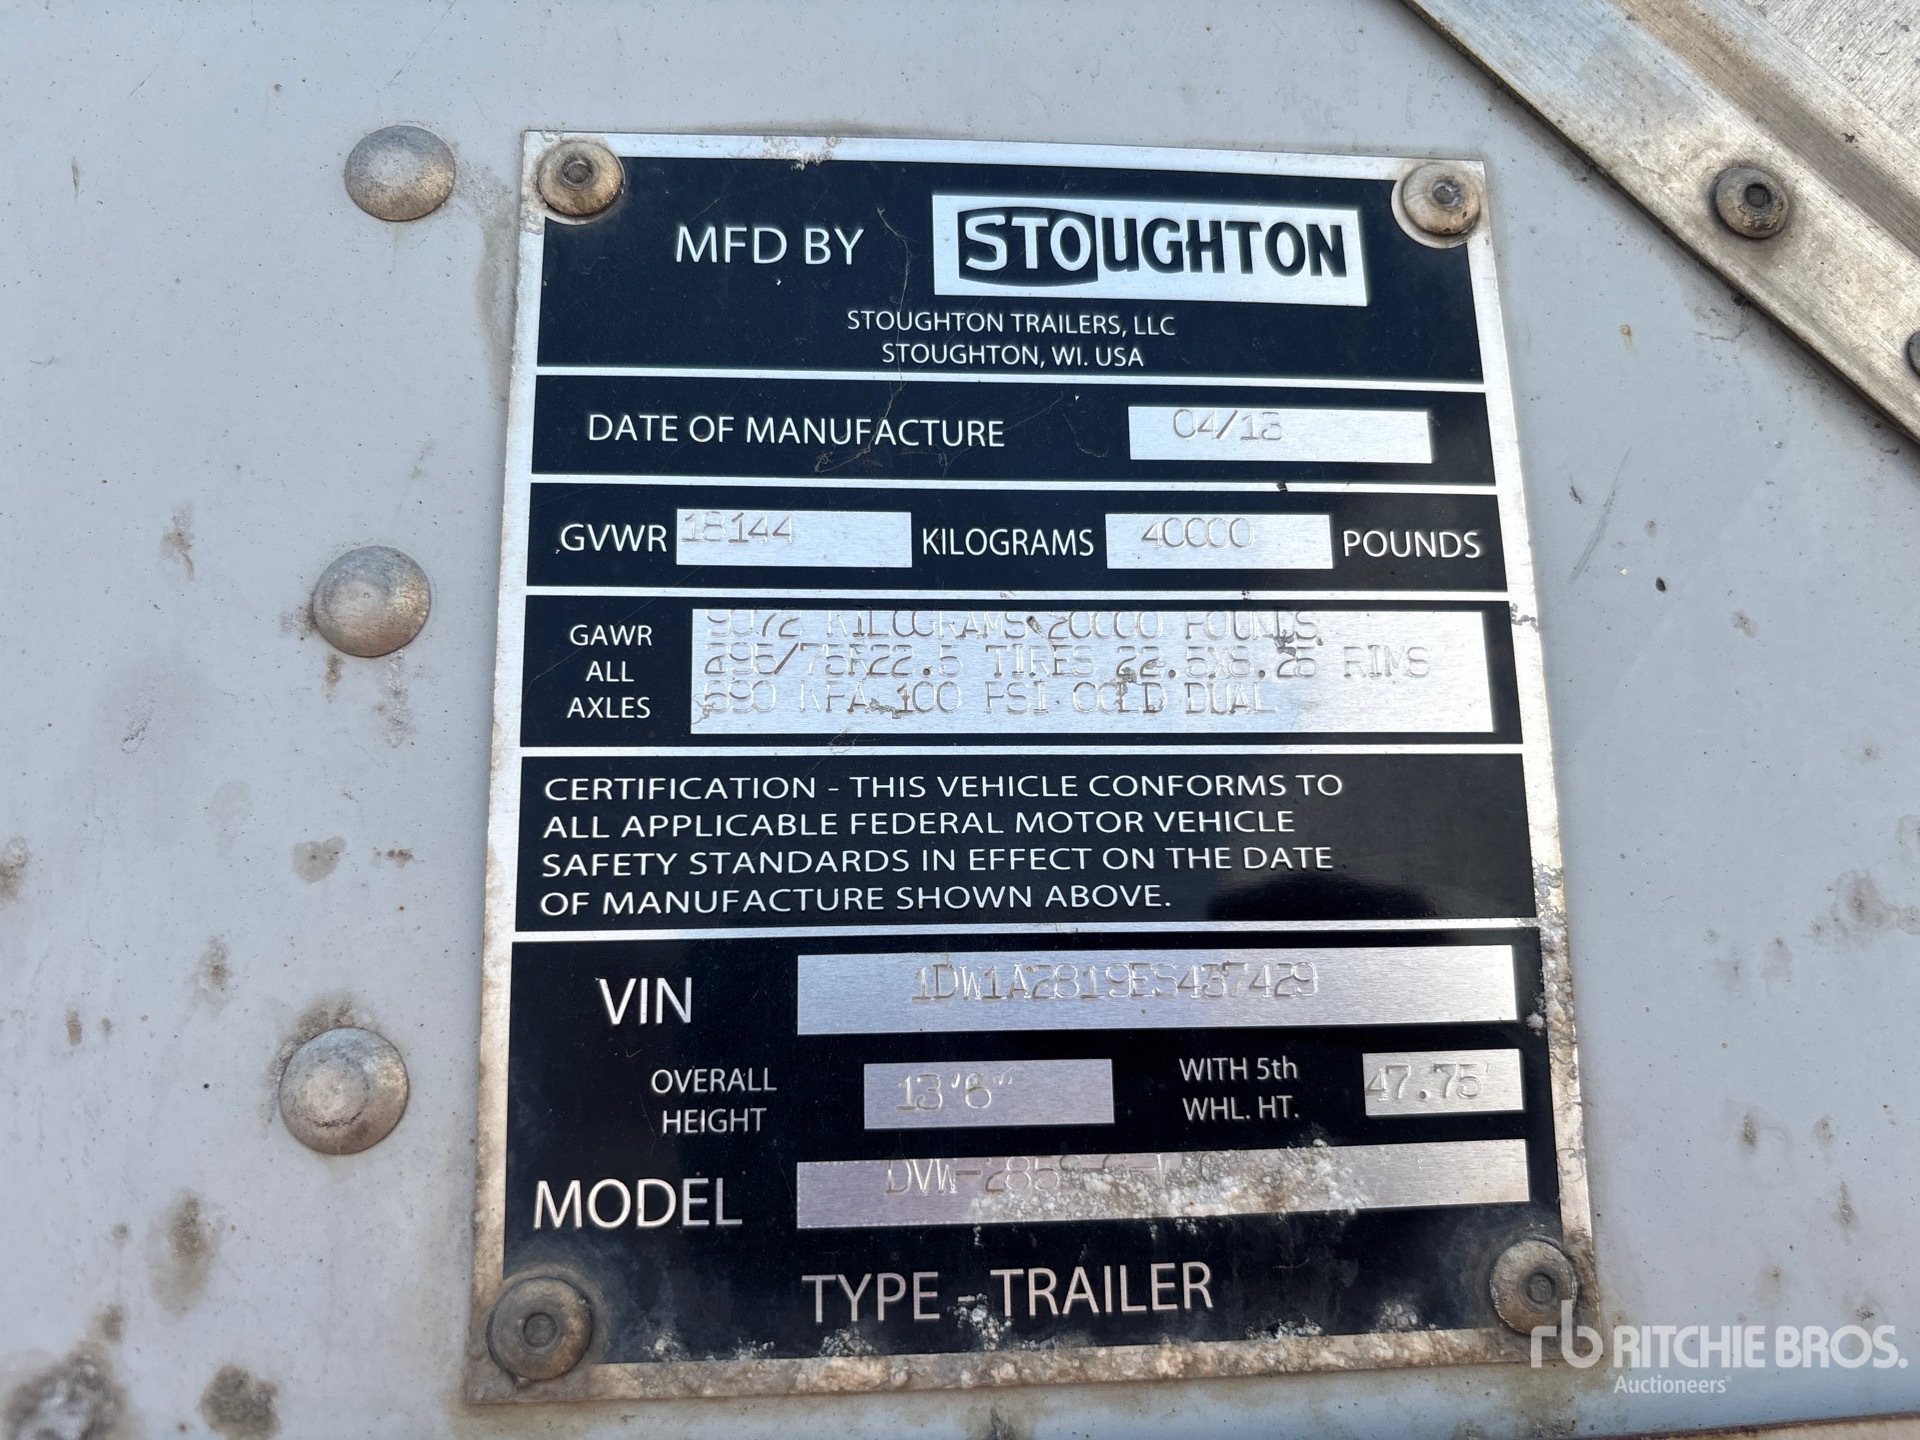 MFD BY STOUGHTON
STOUGHTON TRAILERS, LLC
STOUGHTON, WI. USA
DATE OF MANUFACTURE 04/13
GVWR 18144 KILOGRAMS 40000 POUNDS
GAWR ALL AXLES
9072 KILOGRAMS 20000 POUNDS
295/75R22.5 TIRES 22.5X8.25 RIMS
690 KPA 100 PSI COLD DUAL
CERTIFICATION - THIS VEHICLE CONFORMS TO
ALL APPLICABLE FEDERAL MOTOR VEHICLE
SAFETY STANDARDS IN EFFECT ON THE DATE
OF MANUFACTURE SHOWN ABOVE.
VIN 1DW1A2819ES437429
OVERALL HEIGHT 13'6" WITH 5th WHL. HT. 47.75'
MODEL
TYPE - TRAILER
rb RITCHIE BROS.
Auctioneers